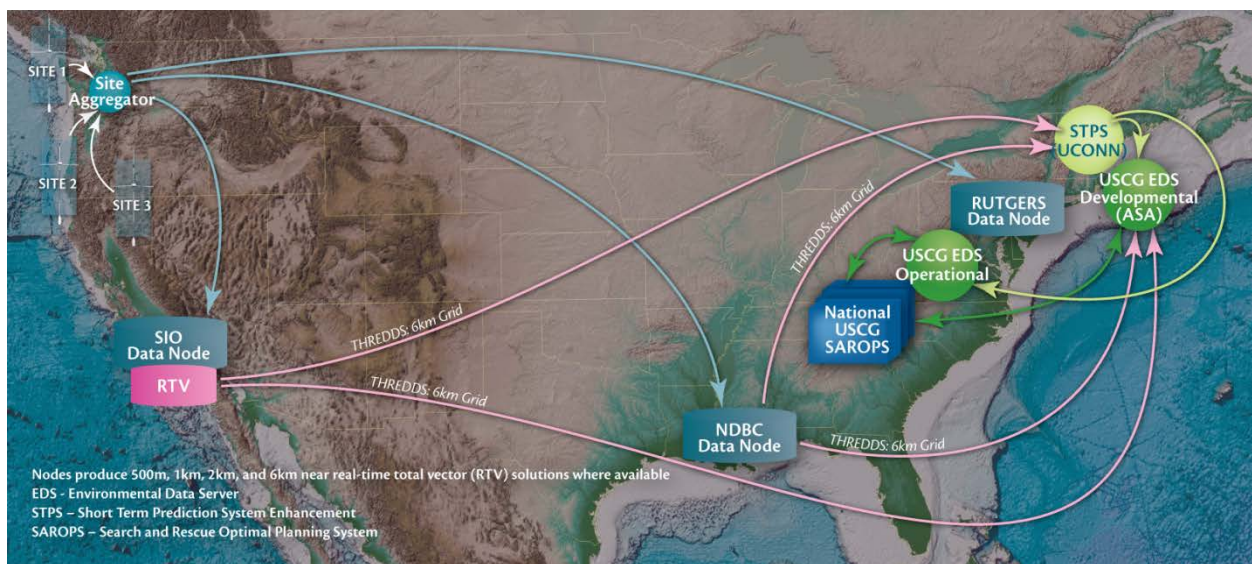 SITE 1
Site
Aggregator
SITE 2
SITE 3
STPS
(UCONN)
USCG EDS
Developmental
(ASA)
RUTGERS
Data Node
USCG EDS
Operational
THREDDS: 6km Grid
National
USCG
SAROPS
SIO
Data Node
RTV
THREDDS: 6km Grid
THREDDS: 6km Grid
NDBC
Data Node
THREDDS: 6km Grid
Nodes produce 500m, 1km, 2km, and 6km near real-time total vector (RTV) solutions where available
EDS - Environmental Data Server
STPS – Short Term Prediction System Enhancement
SAROPS – Search and Rescue Optimal Planning System